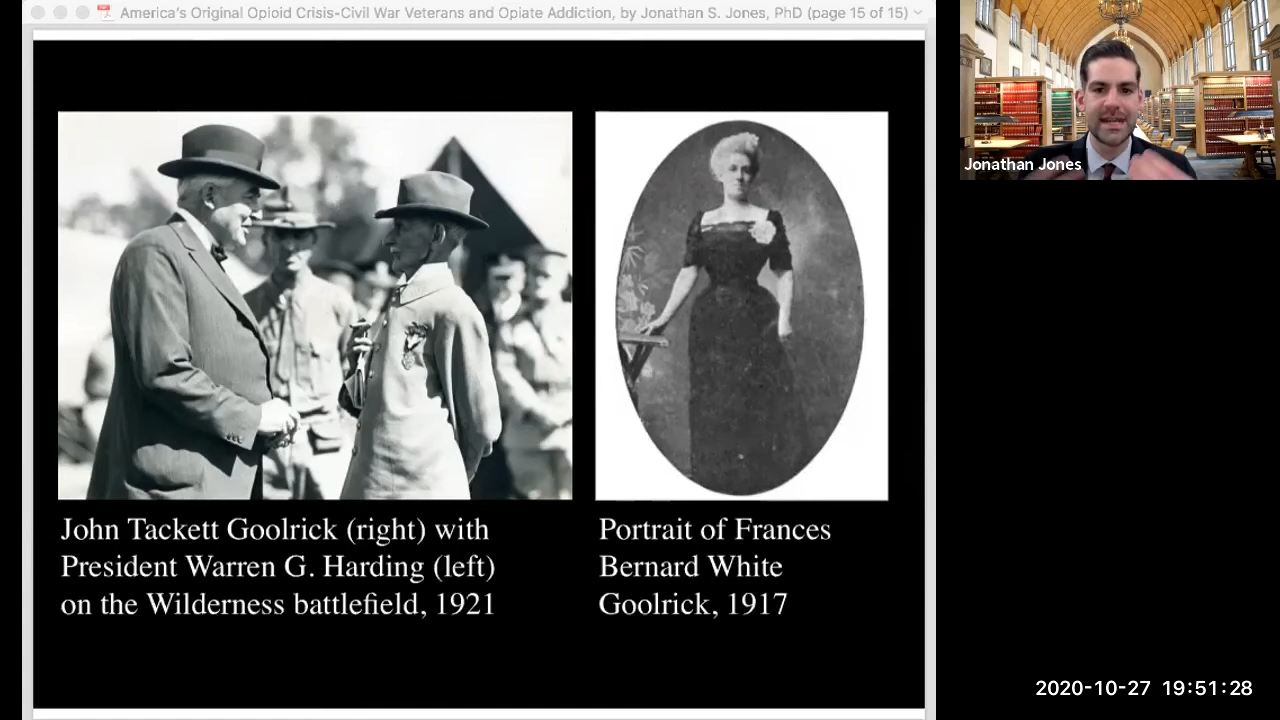 America's Original Opioid Crisis-Civil War Veterans and Opiate Addiction, by Jonathan S. Jones, PhD (page 15 of 15)
Jonathan Jones
John Tackett Goolrick (right) with
President Warren G. Harding (left)
on the Wilderness battlefield, 1921
Portrait of Frances
Bernard White
Goolrick, 1917
2020-10-27 19:51:28